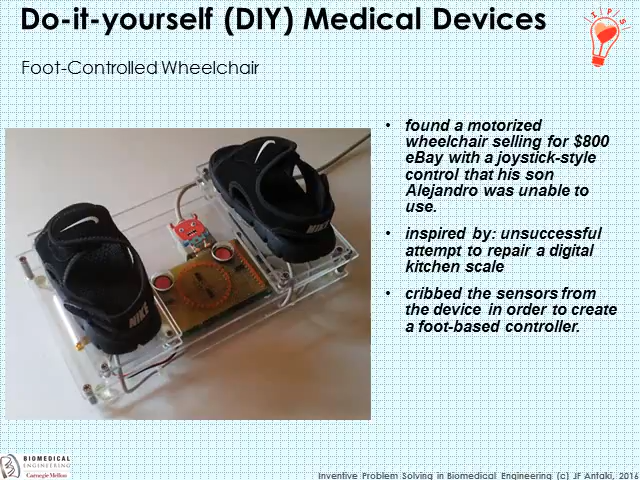 Do-it-yourself (DIY) Medical Devices
I P S
Foot-Controlled Wheelchair
• found a motorized
wheelchair selling for $800
eBay with a joystick-style
control that his son
Alejandro was unable to
use.
• inspired by: unsuccessful
attempt to repair a digital
kitchen scale
• cribbed the sensors from
the device in order to create
a foot-based controller.
NIKE
NIKE
BIOMEDICAL
ENGINEERING
Carnegie Mellon
Inventive Problem Solving in Biomedical Engineering (c) JF Antaki, 2016